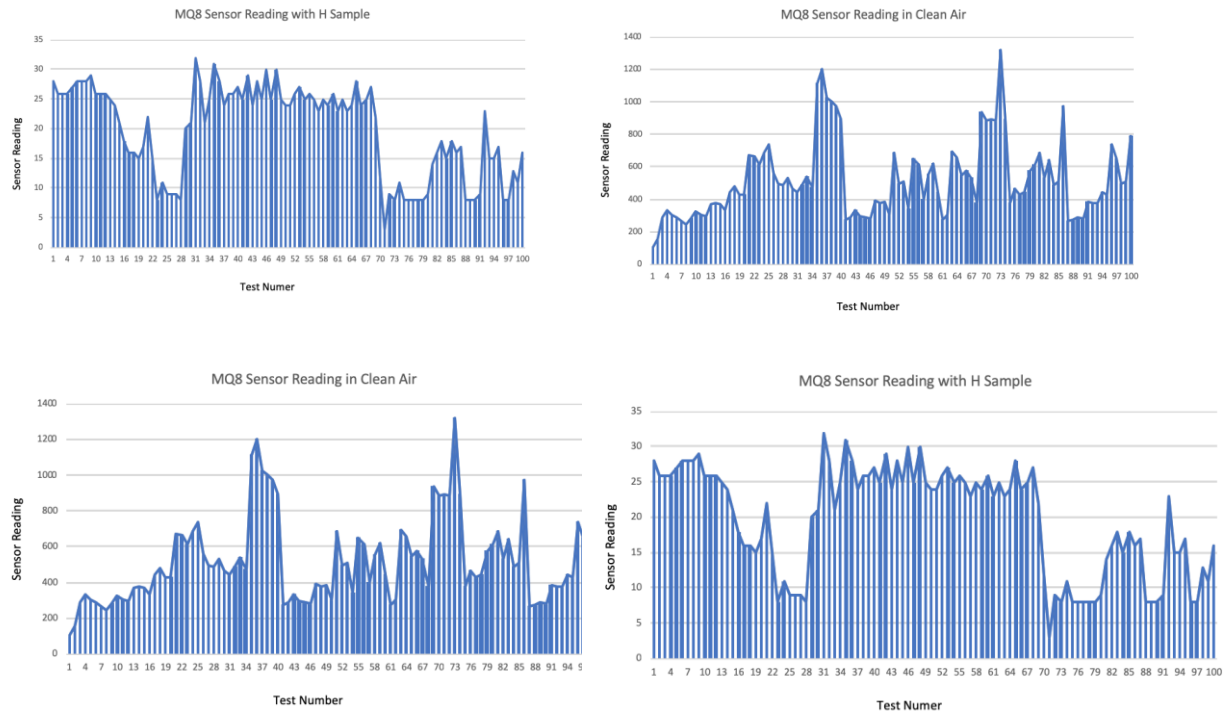 MQ8 Sensor Reading with H Sample
35
30
25
20
15
10
5
0
Sensor Reading
1 4 7 10 13 16 19 22 25 28 31 34 37 40 43 46 49 52 55 58 61 64 67 70 73 76 79 82 85 88 91 94 97 100
Test Numer
MQ8 Sensor Reading in Clean Air
1400
1200
1000
800
600
400
200
0
Sensor Reading
1 4 7 10 13 16 19 22 25 28 31 34 37 40 43 46 49 52 55 58 61 64 67 70 73 76 79 82 85 88 91 94 97 100
Test Number
MQ8 Sensor Reading in Clean Air
1400
1200
1000
800
600
400
200
0
Sensor Reading
1 4 7 10 13 16 19 22 25 28 31 34 37 40 43 46 49 52 55 58 61 64 67 70 73 76 79 82 85 88 91 94 9
Test Number
MQ8 Sensor Reading with H Sample
35
30
25
20
15
10
5
0
Sensor Reading
1 4 7 10 13 16 19 22 25 28 31 34 37 40 43 46 49 52 55 58 61 64 67 70 73 76 79 82 85 88 91 94 97 100
Test Numer